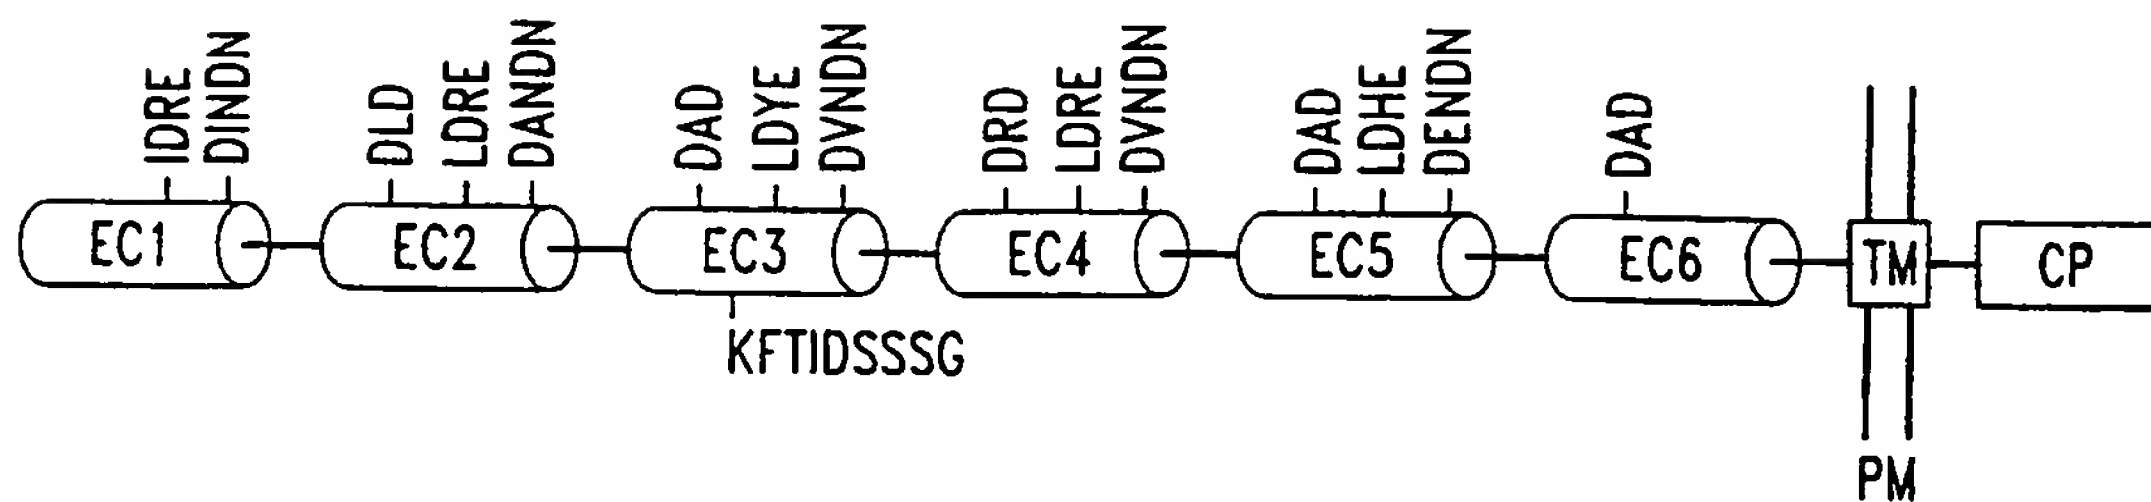 IDRE DINDN DLD LDRE DANDN DAD LDYE DVNDN DRD LDRE DVNDN DAD LDHE DENDN DAD
EC1 EC2 EC3 EC4 EC5 EC6 TM CP
KFTIDSSSG
PM